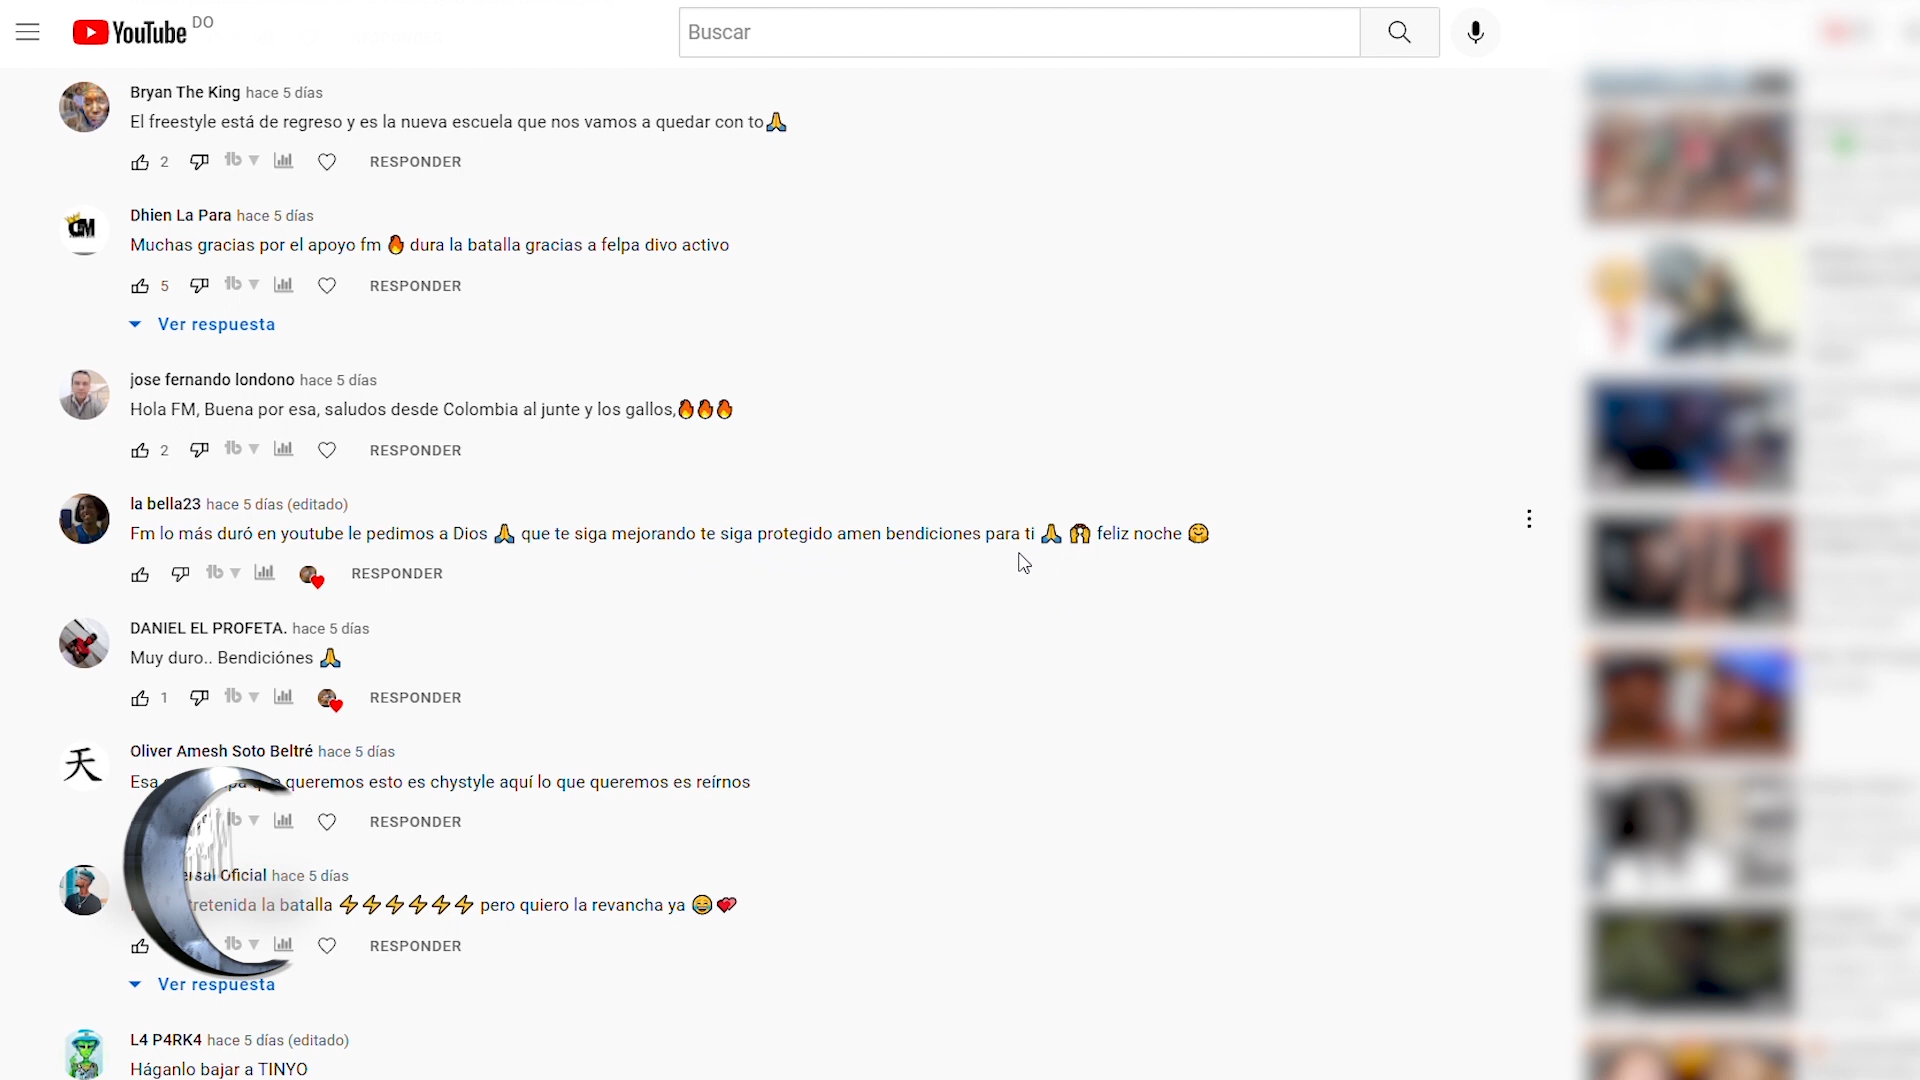 YouTube DO
Buscar
Bryan The King hace 5 días
El freestyle está de regreso y es la nueva escuela que nos vamos a quedar con to🙏
2 RESPONDER
Dhien La Para hace 5 días
Muchas gracias por el apoyo fm 🔥 dura la batalla gracias a felpa divo activo
5 RESPONDER
Ver respuesta
jose fernando londono hace 5 días
Hola FM, Buena por esa, saludos desde Colombia al junte y los gallos,🔥🔥🔥
2 RESPONDER
la bella23 hace 5 días (editado)
Fm lo más duró en youtube le pedimos a Dios 🙏 que te siga mejorando te siga protegido amen bendiciones para ti 🙏 🙌 feliz noche 🤗
RESPONDER
DANIEL EL PROFETA. hace 5 días
Muy duro.. Bendiciónes 🙏
1 RESPONDER
天
Oliver Amesh Soto Beltré hace 5 días
Esa queremos esto es chystyle aquí lo que queremos es reírnos
RESPONDER
Oficial hace 5 días
la batalla ⚡⚡⚡⚡⚡⚡ pero quiero la revancha ya 😂💕
RESPONDER
Ver respuesta
L4 P4RK4 hace 5 días (editado)
Háganlo bajar a TINYO